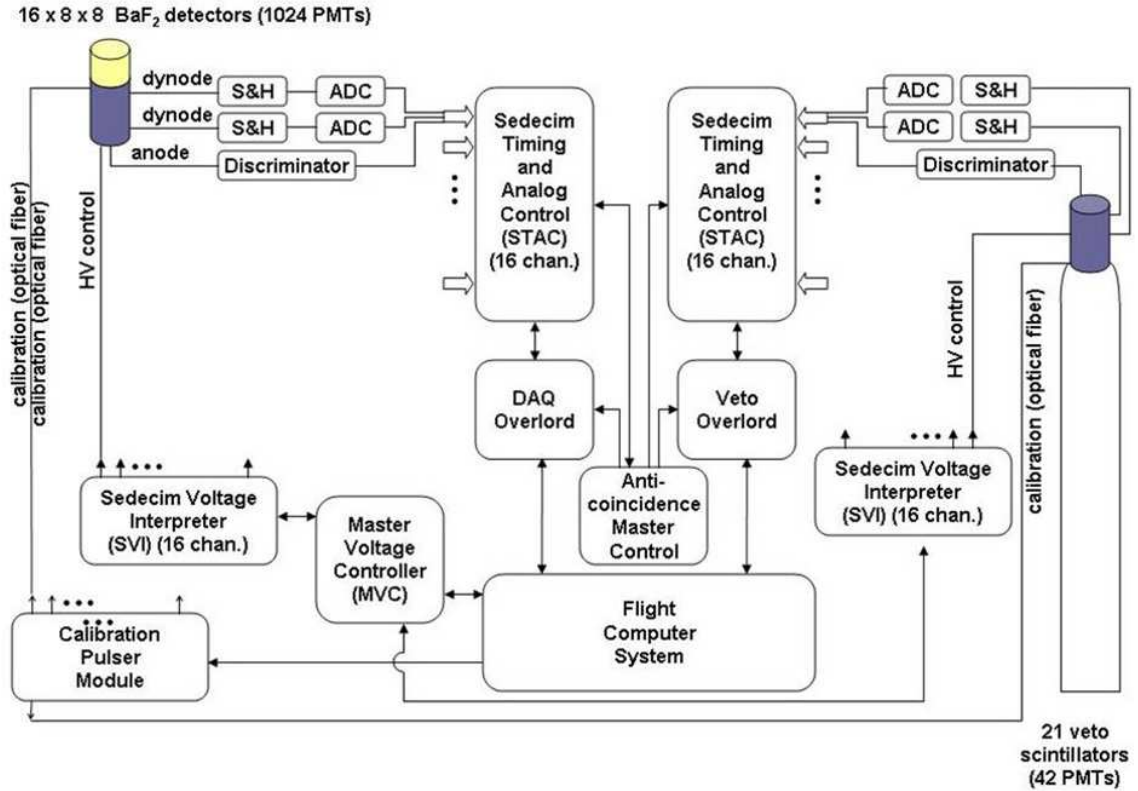 16 x 8 x 8 BaF2 detectors (1024 PMTs)
dynode
S&H
ADC
dynode
S&H
ADC
anode
Discriminator
calibration (optical fiber)
calibration (optical fiber)
HV control
Sedecim
Timing
and
Analog
Control
(STAC)
(16 chan.)
Sedecim
Timing
and
Analog
Control
(STAC)
(16 chan.)
ADC
S&H
ADC
S&H
Discriminator
HV control
calibration (optical fiber)
DAQ
Overlord
Veto
Overlord
Anti-
coincidence
Master
Control
Sedecim Voltage
Interpreter
(SVI) (16 chan.)
Master
Voltage
Controller
(MVC)
Sedecim Voltage
Interpreter
(SVI) (16 chan.)
Flight
Computer
System
Calibration
Pulser
Module
21 veto
scintillators
(42 PMTs)